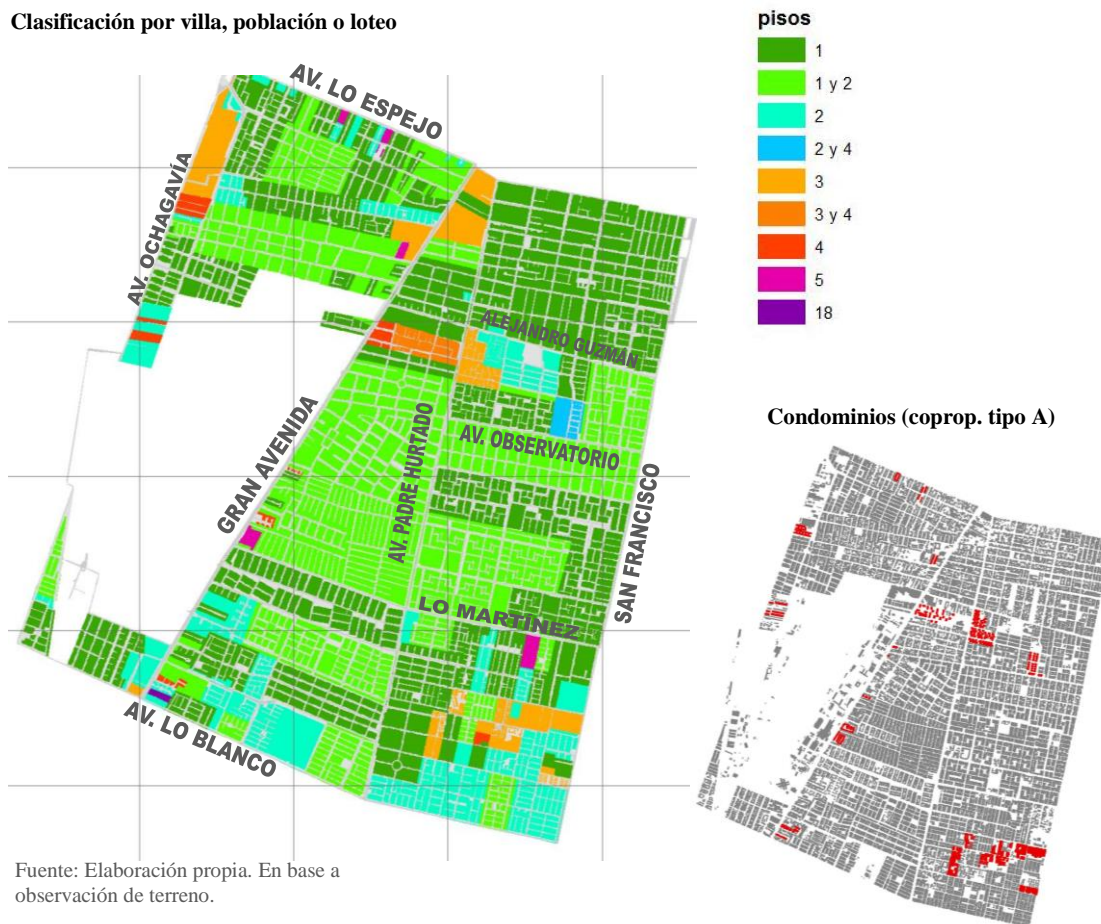 Clasificación por villa, población o loteo
pisos
1
1 y 2
2
2 y 4
3
3 y 4
4
5
18
AV. LO ESPEJO
AV. OCHAGAVÍA
ALEJANDRO GUZMÁN
GRAN AVENIDA
AV. PADRE HURTADO
AV. OBSERVATORIO
SAN FRANCISCO
LO MARTINEZ
AV. LO BLANCO
Condominios (coprop. tipo A)
Fuente: Elaboración propia. En base a
observación de terreno.